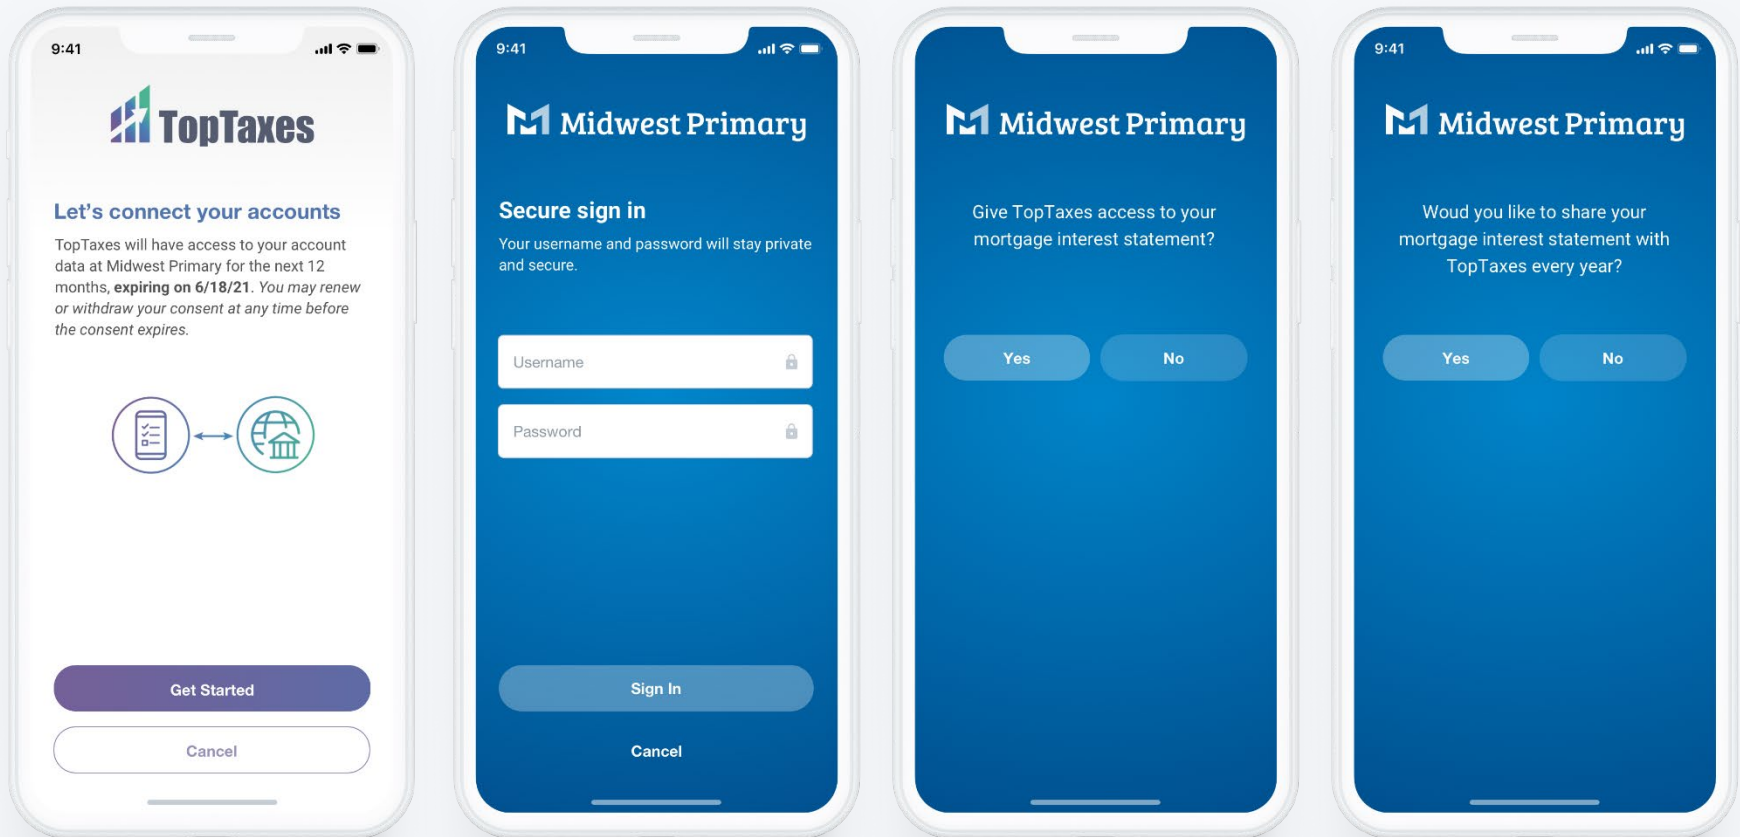 9:41
TopTaxes
Let's connect your accounts
TopTaxes will have access to your account
data at Midwest Primary for the next 12
months, expiring on 6/18/21. You may renew
or withdraw your consent at any time before
the consent expires.
Get Started
Cancel
9:41
Midwest Primary
Secure sign in
Your username and password will stay private
and secure.
Username
Password
Sign In
Cancel
Midwest Primary
Give TopTaxes access to your
mortgage interest statement?
Yes
No
9:41
Midwest Primary
Woud you like to share your
mortgage interest statement with
TopTaxes every year?
Yes
No